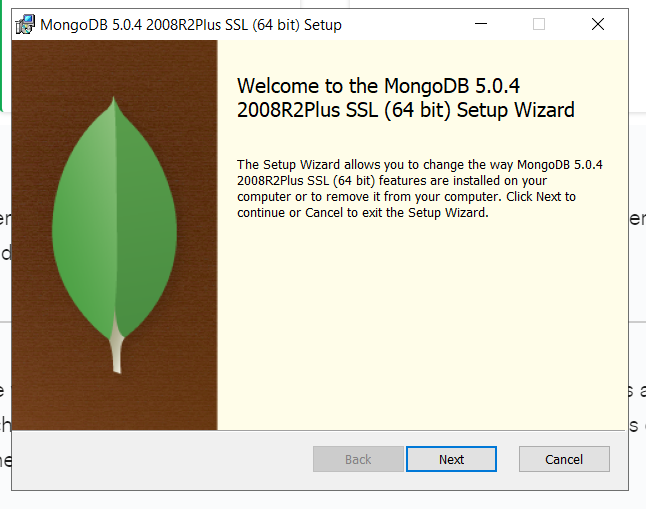 MongoDB 5.0.4 2008R2Plus SSL (64 bit) Setup
Welcome to the MongoDB 5.0.4
2008R2Plus SSL (64 bit) Setup Wizard
The Setup Wizard allows you to change the way MongoDB 5.0.4
2008R2Plus SSL (64 bit) features are installed on your
computer or to remove it from your computer. Click Next to
continue or Cancel to exit the Setup Wizard.
Back
Next
Cancel